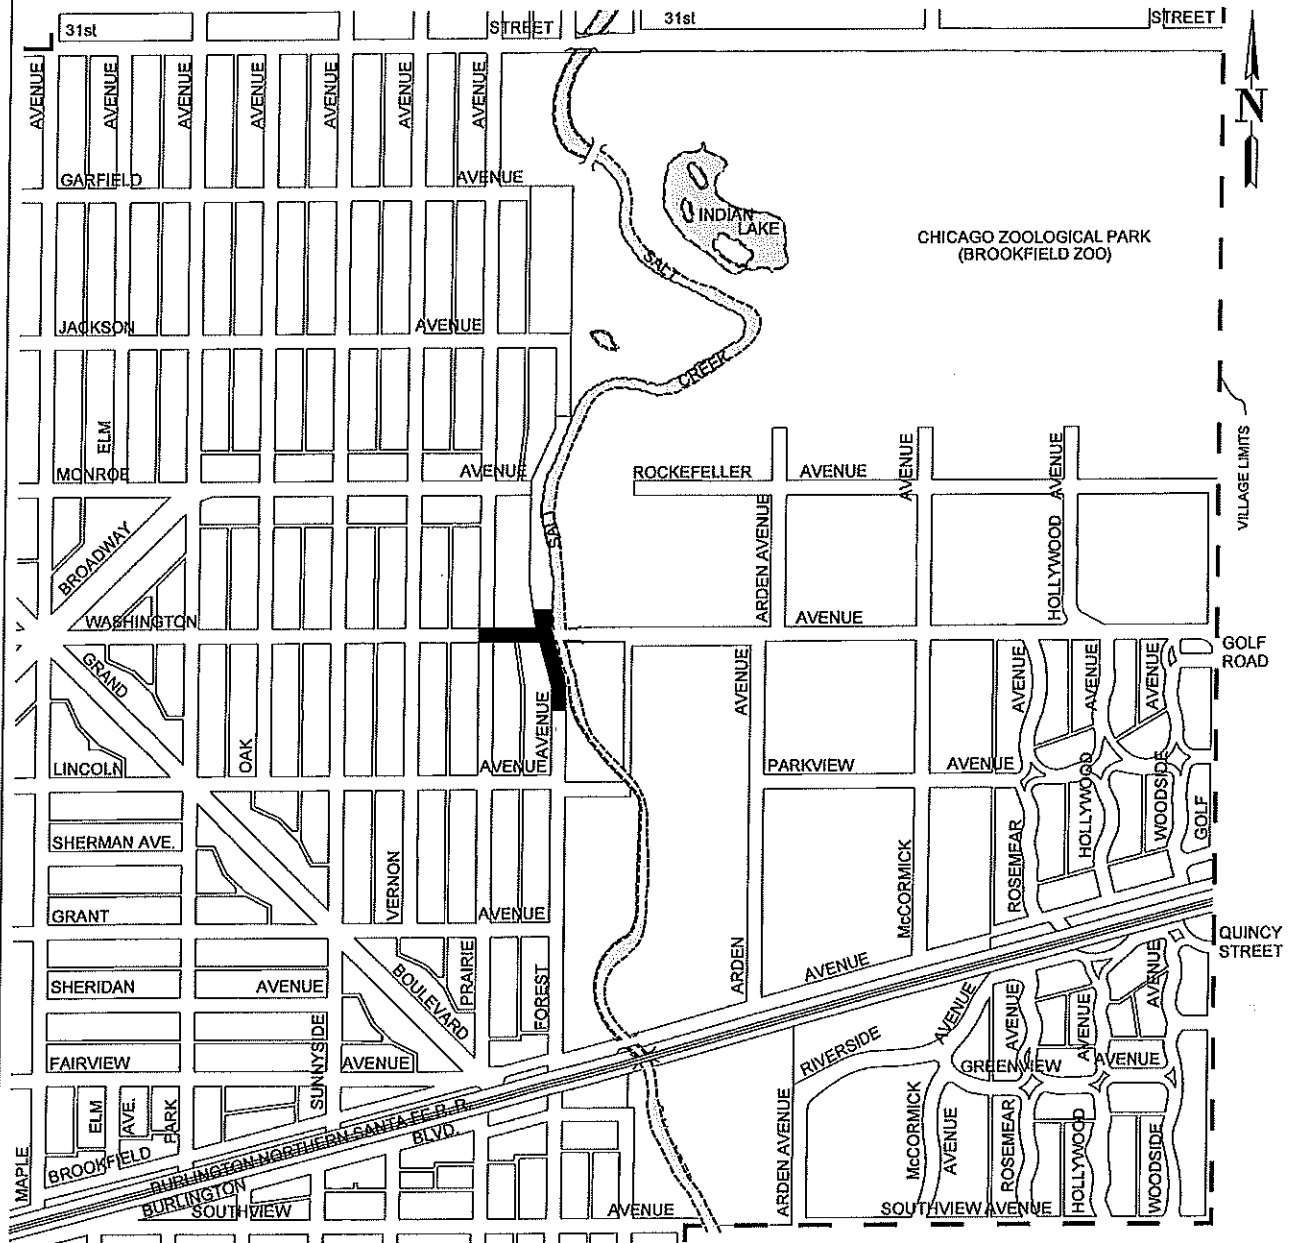 31st
STREET
31st
STREET
AVENUE
AVENUE
AVENUE
AVENUE
AVENUE
AVENUE
AVENUE
N
GARFIELD
AVENUE
INDIAN
LAKE
CHICAGO ZOOLOGICAL PARK
(BROOKFIELD ZOO)
SALT
JACKSON
AVENUE
CREEK
ELM
MONROE
AVENUE
ROCKEFELLER
AVENUE
AVENUE
AVENUE
VILLAGE LIMITS
BROADWAY
SALT
ARDEN AVENUE
HOLLYWOOD
WASHINGTON
AVENUE
GOLF
ROAD
GRAND
AVENUE
AVENUE
AVENUE
AVENUE
AVENUE
OAK
LINCOLN
AVENUE
PARKVIEW
AVENUE
HOLLYWOOD
WOODSIDE
GOLF
SHERMAN AVE.
ROSEMEAR
VERNON
McCORMICK
GRANT
AVENUE
QUINCY
STREET
SHERIDAN
AVENUE
BOULEVARD
PRAIRIE
FOREST
ARDEN
AVENUE
AVENUE
AVENUE
AVENUE
AVENUE
SUNNYSIDE
FAIRVIEW
AVENUE
RIVERSIDE
GREENVIEW
AVENUE
ELM
AVE.
PARK
MAPLE
BROOKFIELD
BURLINGTON NORTHERN SANTA FE R. R.
BLVD.
BURLINGTON
SOUTHVIEW
AVENUE
ARDEN AVENUE
McCORMICK
AVENUE
ROSEMEAR
HOLLYWOOD
WOODSIDE
SOUTHVIEW AVENUE